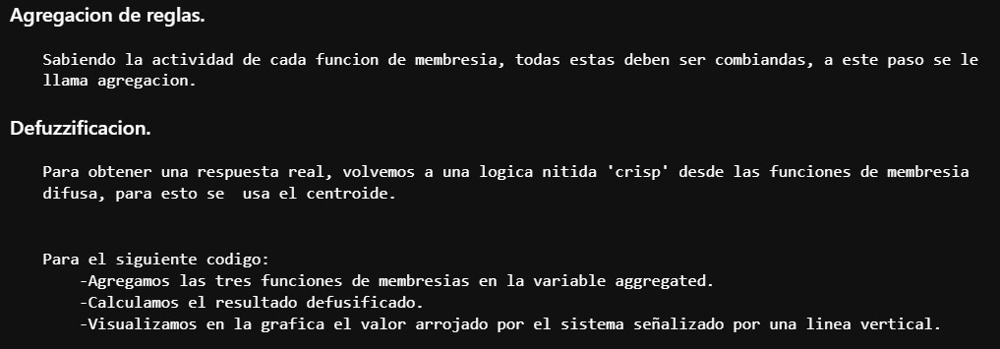 Agregacion de reglas.
Sabiendo la actividad de cada funcion de membresia, todas estas deben ser combiandas, a este paso se le
llama agregacion.
Defuzzificacion.
Para obtener una respuesta real, volvemos a una logica nitida 'crisp' desde las funciones de membresia
difusa, para esto se  usa el centroide.
Para el siguiente codigo:
-Agregamos las tres funciones de membresias en la variable aggregated.
-Calculamos el resultado defusificado.
-Visualizamos en la grafica el valor arrojado por el sistema señalizado por una linea vertical.